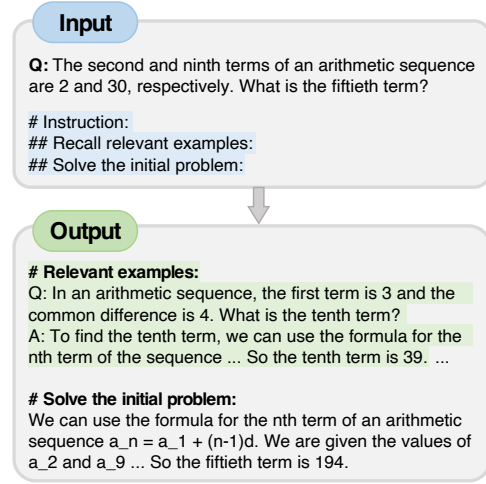 Input
Q: The second and ninth terms of an arithmetic sequence
are 2 and 30, respectively. What is the fiftieth term?
# Instruction:
## Recall relevant examples:
## Solve the initial problem:
Output
# Relevant examples:
Q: In an arithmetic sequence, the first term is 3 and the
common difference is 4. What is the tenth term?
A: To find the tenth term, we can use the formula for the
nth term of the sequence ... So the tenth term is 39. ...
# Solve the initial problem:
We can use the formula for the nth term of an arithmetic
sequence a_n = a_1 + (n-1)d. We are given the values of
a_2 and a_9 ... So the fiftieth term is 194.